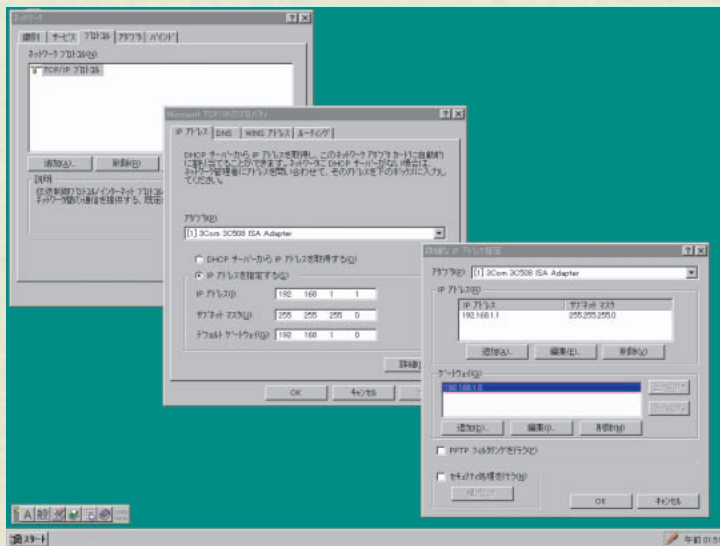 ネットワーク
識別 サービス プロトコル アダプタ バインド
ネットワーク プロトコル(N)
TCP/IP プロトコル
追加(A)... 削除(R)
説明
Microsoft TCP/IPのプロパティ
IP アドレス DNS WINS アドレス ルーティング
DHCP サーバーから IP アドレスを取得し、このネットワーク アダプタ カードに自動的
に割り当てることができます。ネットワークに DHCP サーバーがない場合は、
ネットワーク管理者にアドレスを問い合わせて、そのアドレスを下のボックスに入力し
てください。
アダプタ(P):
[1] 3Com 3C508 ISA Adapter
DHCP サーバーから IP アドレスを取得する(O)
IP アドレスを指定する(S)
IP アドレス(I): 192 168 1 1
サブネット マスク(U): 255 255 255 0
デフォルト ゲートウェイ(G): 192 168 1 0
詳細(
OK キャンセル
詳細な IP アドレス指定
アダプタ(P): [1] 3Com 3C508 ISA Adapter
IP アドレス(R)
IP アドレス サブネット マスク
192.168.1.1 255.255.255.0
追加(A)... 編集(E)... 削除(V)
ゲートウェイ(G)
192.168.1.0
追加(D)... 編集(I)... 削除(M)
PPTP フィルタリングを行う(P)
セキュリティ処理を行う(N)
OK キャンセル
A 般
スタート
午前 01:5